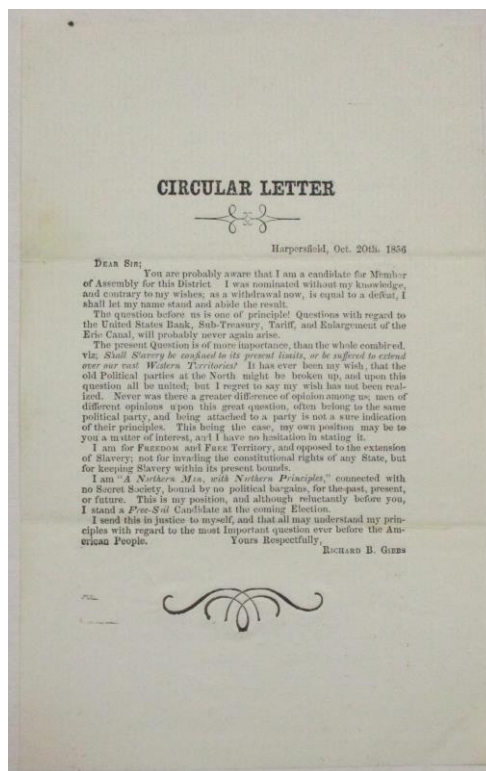 CIRCULAR LETTER
Harpersfield, Oct. 20th. 1856
DEAR SIR;
You are probably aware that I am a candidate for Member
of Assembly for this District I was nominated without my knowledge,
and contrary to my wishes; as a withdrawal now, is equal to a defeat, I
shall let my name stand and abide the result.
The question before us is one of principle! Questions with regard to
the United States Bank, Sub-Treasury, Tariff, and Enlargement of the
Erie Canal, will probably never again arise.
The present Question is of more importance, than the whole combined.
viz; Shall Slavery be confined to its present limits, or be suffered to extend
over our vast Western Territories? It has ever been my wish, that the
old Political parties at the North might be broken up, and upon this
question all be united; but I regret to say my wish has not been real-
ized. Never was there a greater difference of opinion among us; men of
different opinions upon this great question, often belong to the same
political party, and being attached to a party is not a sure indication
of their principles. This being the case, my own position may be to
you a matter of interest, and I have no hesitation in stating it.
I am for FREEDOM and FREE Territory, and opposed to the extension
of Slavery; not for invading the constitutional rights of any State, but
for keeping Slavery within its present bounds.
I am "A Northern Man, with Northern Principles," connected with
no Secret Society, bound by no political bargains, for the past, present,
or future. This is my position, and although reluctantly before you,
I stand a Free-Soil Candidate at the coming Election.
I send this in justice to myself, and that all may understand my prin-
ciples with regard to the most Important question ever before the Am-
erican People. Yours Respectfully,
RICHARD B. GIBBS